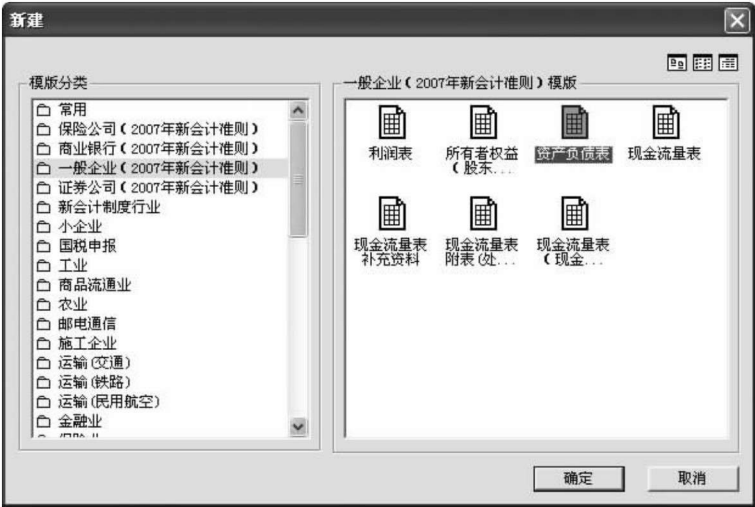 新建
模版分类
常用
保险公司（2007年新会计准则）
商业银行（2007年新会计准则）
一般企业（2007年新会计准则）
证券公司（2007年新会计准则）
新会计制度行业
小企业
国税申报
工业
商品流通业
农业
邮电通信
施工企业
运输(交通)
运输(铁路)
运输(民用航空)
金融业
一般企业（2007年新会计准则）模版
利润表
所有者权益
（股东...
资产负债表
现金流量表
现金流量表
补充资料
现金流量表
附表(处...
现金流量表
（现金...
确定
取消